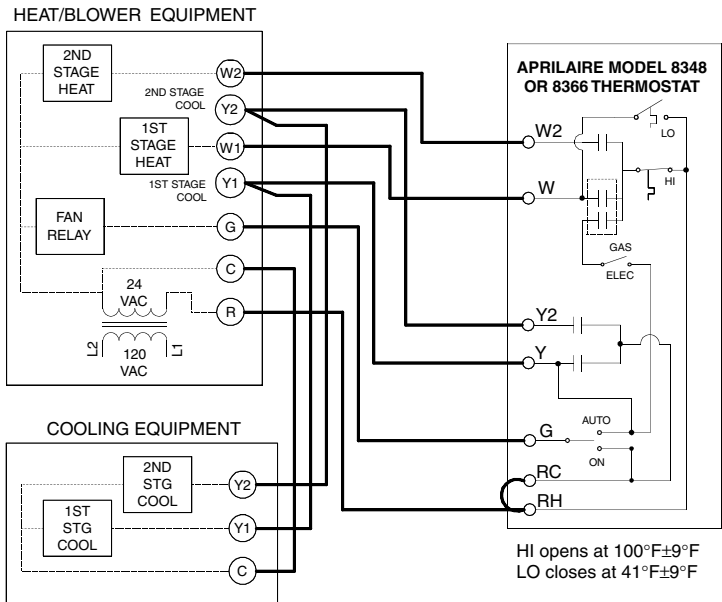 HEAT/BLOWER EQUIPMENT
2ND
STAGE
HEAT
W2
2ND STAGE
COOL
Y2
1ST
STAGE
HEAT
W1
1ST STAGE
COOL
Y1
FAN
RELAY
G
C
24
VAC
R
L2
120
VAC
L1
COOLING EQUIPMENT
2ND
STG
COOL
Y2
1ST
STG
COOL
Y1
C
APRILAIRE MODEL 8348
OR 8366 THERMOSTAT
LO
W2
HI
W
GAS
ELEC
Y2
Y
AUTO
G
ON
RC
RH
HI opens at 100°F±9°F
LO closes at 41°F±9°F